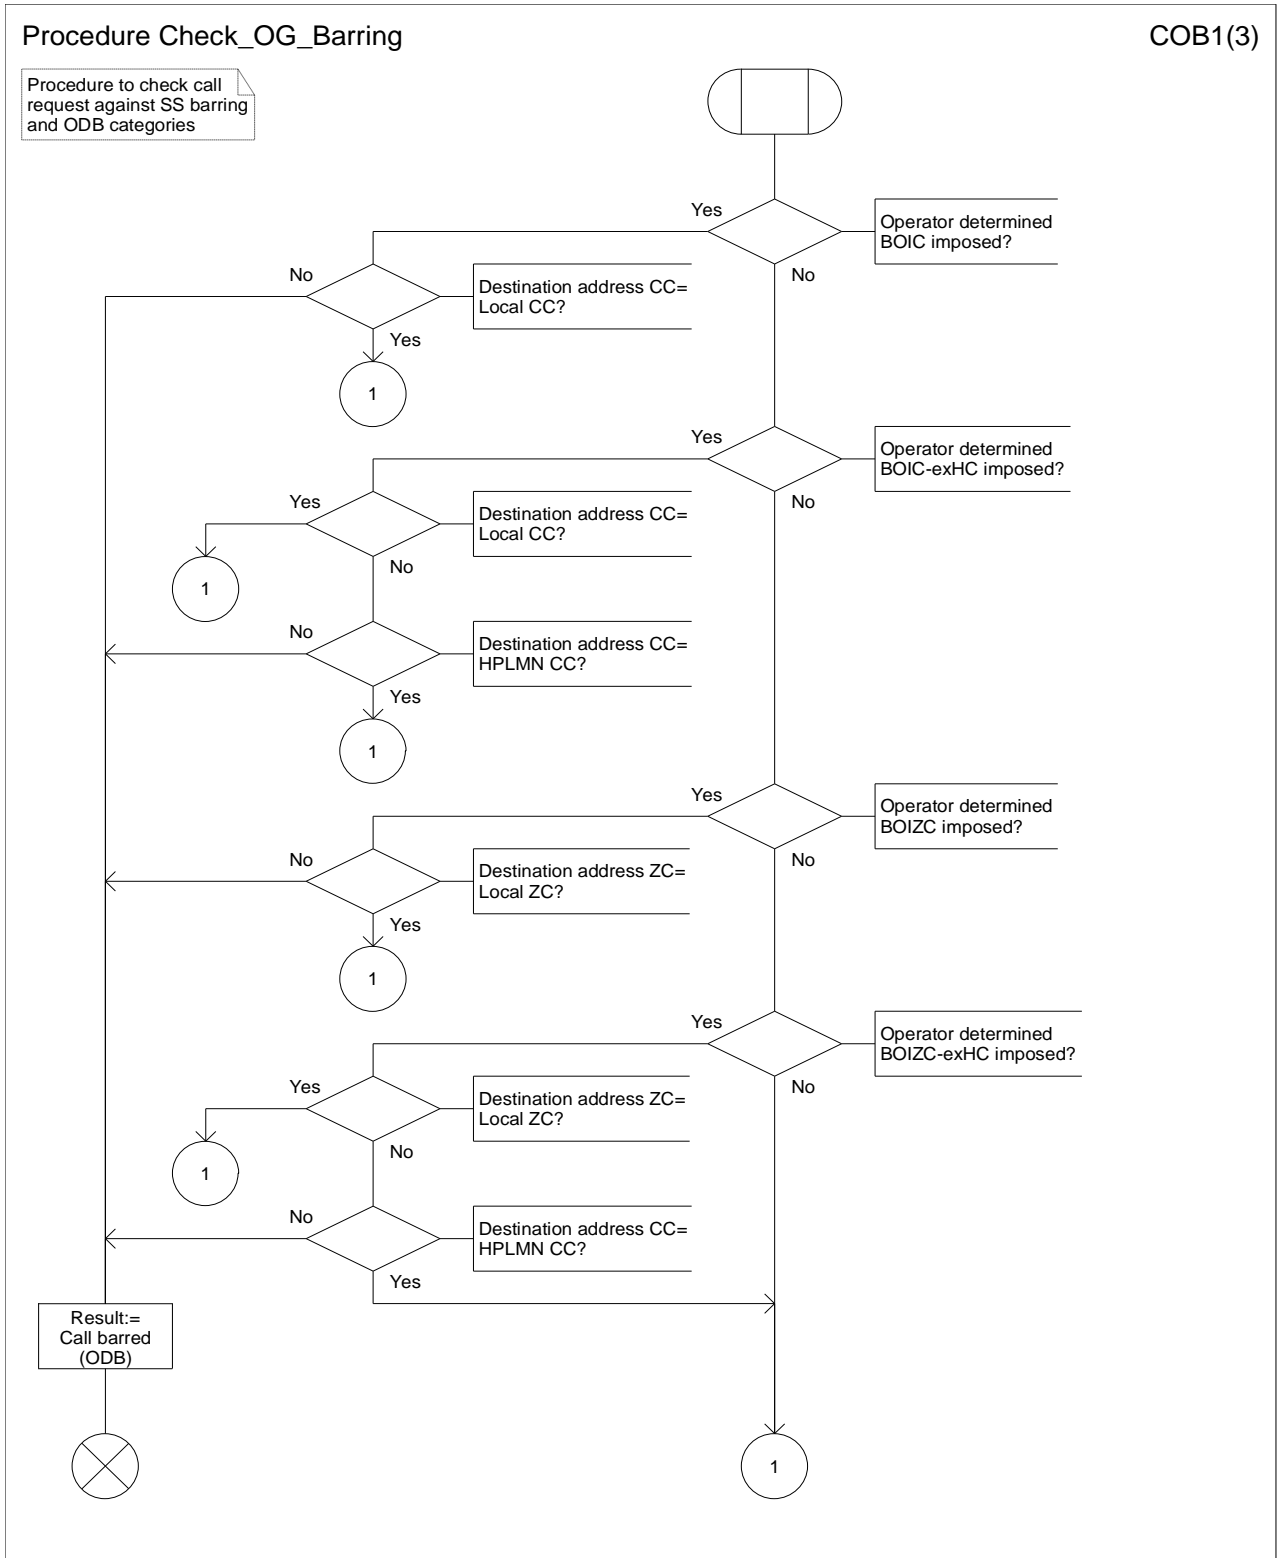 Procedure Check_OG_Barring
COB1(3)
Procedure to check call
request against SS barring
and ODB categories
Yes
Operator determined
BOIC imposed?
No
No
Destination address CC=
Local CC?
Yes
1
Yes
Operator determined
BOIC-exHC imposed?
No
Yes
Destination address CC=
Local CC?
No
1
No
Destination address CC=
HPLMN CC?
Yes
1
Yes
Operator determined
BOIZC imposed?
No
No
Destination address ZC=
Local ZC?
Yes
1
Yes
Operator determined
BOIZC-exHC imposed?
No
Yes
Destination address ZC=
Local ZC?
No
1
No
Destination address CC=
HPLMN CC?
Yes
Result:=
Call barred
(ODB)
1